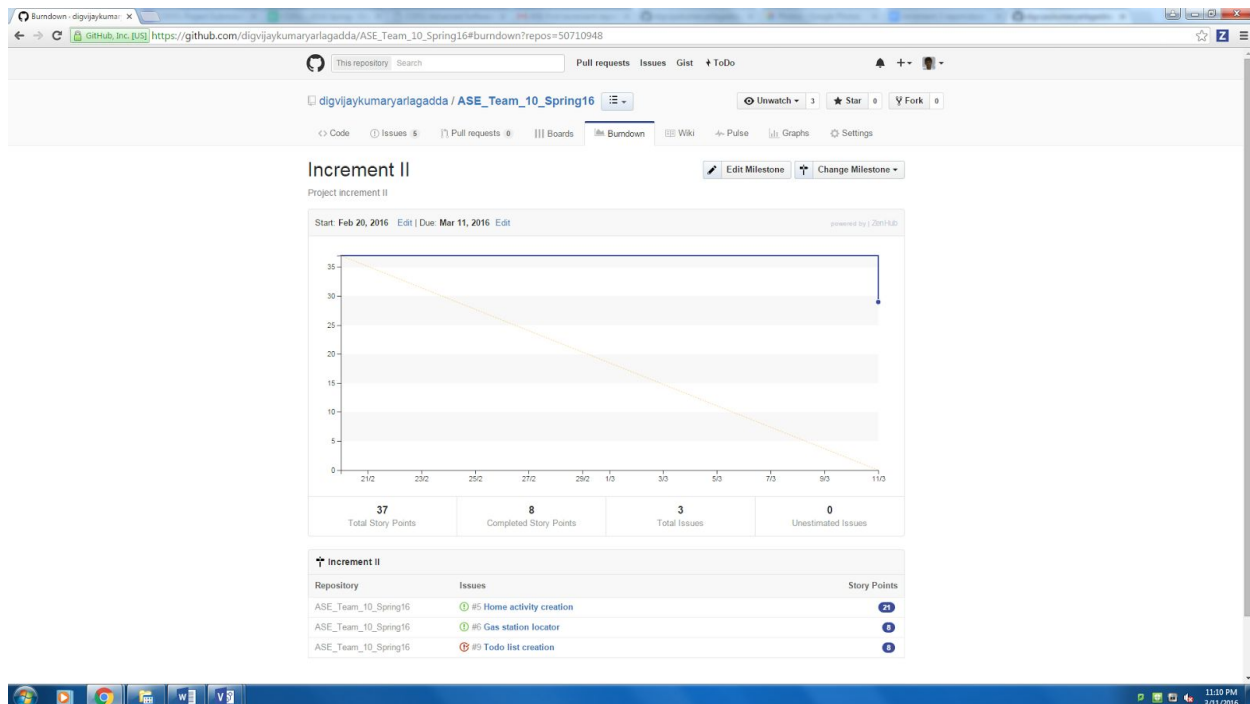 Burndown - digvijaykumar
GitHub, Inc. [US] https://github.com/digvijaykumaryarlagadda/ASE_Team_10_Spring16#burndown?repos=50710948
This repository Search Pull requests Issues Gist ToDo
digvijaykumaryarlagadda / ASE_Team_10_Spring16 Unwatch 3 Star 0 Fork 0
Code Issues 5 Pull requests 0 Boards Burndown Wiki Pulse Graphs Settings
Increment II Edit Milestone Change Milestone
Project increment II
Start: Feb 20, 2016 Edit | Due: Mar 11, 2016 Edit powered by | ZenHub
35
30
25
20
15
10
5
0
21/2 23/2 25/2 27/2 29/2 1/3 3/3 5/3 7/3 9/3 11/3
37 8 3 0
Total Story Points Completed Story Points Total Issues Unestimated Issues
Increment II
Repository Issues Story Points
ASE_Team_10_Spring16 #5 Home activity creation 21
ASE_Team_10_Spring16 #6 Gas station locator 8
ASE_Team_10_Spring16 #9 Todo list creation 8
11:10 PM
3/11/2016